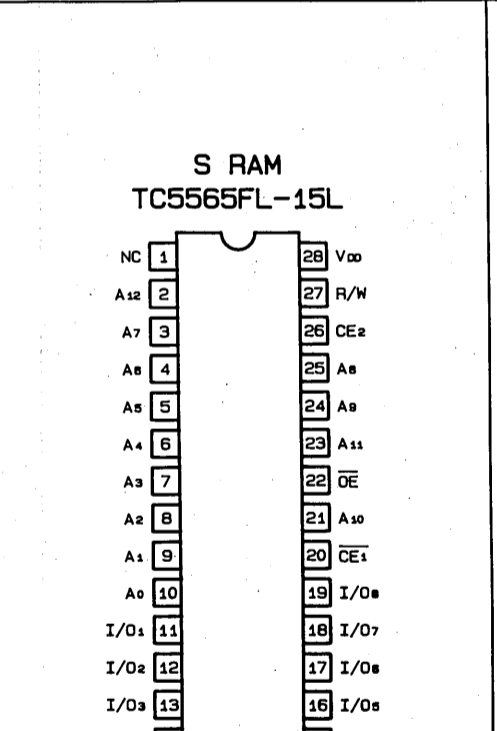 S RAM
TC5565FL-15L
NC 1 28 VDD
A12 2 27 R/W
A7 3 26 CE2
A6 4 25 A8
A5 5 24 A9
A4 6 23 A11
A3 7 22 OE
A2 8 21 A10
A1 9 20 CE1
A0 10 19 I/O8
I/O1 11 18 I/O7
I/O2 12 17 I/O6
I/O3 13 16 I/O5